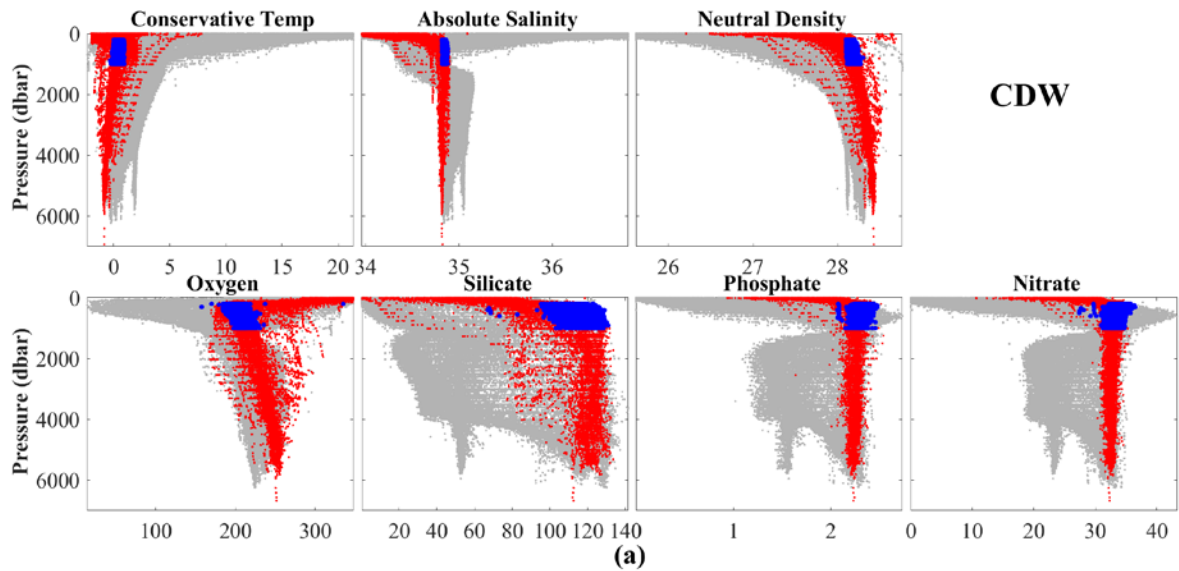 Conservative Temp Absolute Salinity Neutral Density
Pressure (dbar)
0
2000
4000
6000
0 5 10 15 20
34 35 36
26 27 28
CDW
Oxygen Silicate Phosphate Nitrate
Pressure (dbar)
0
2000
4000
6000
100 200 300
20 40 60 80 100 120 140
1 2
0 10 20 30 40
(a)